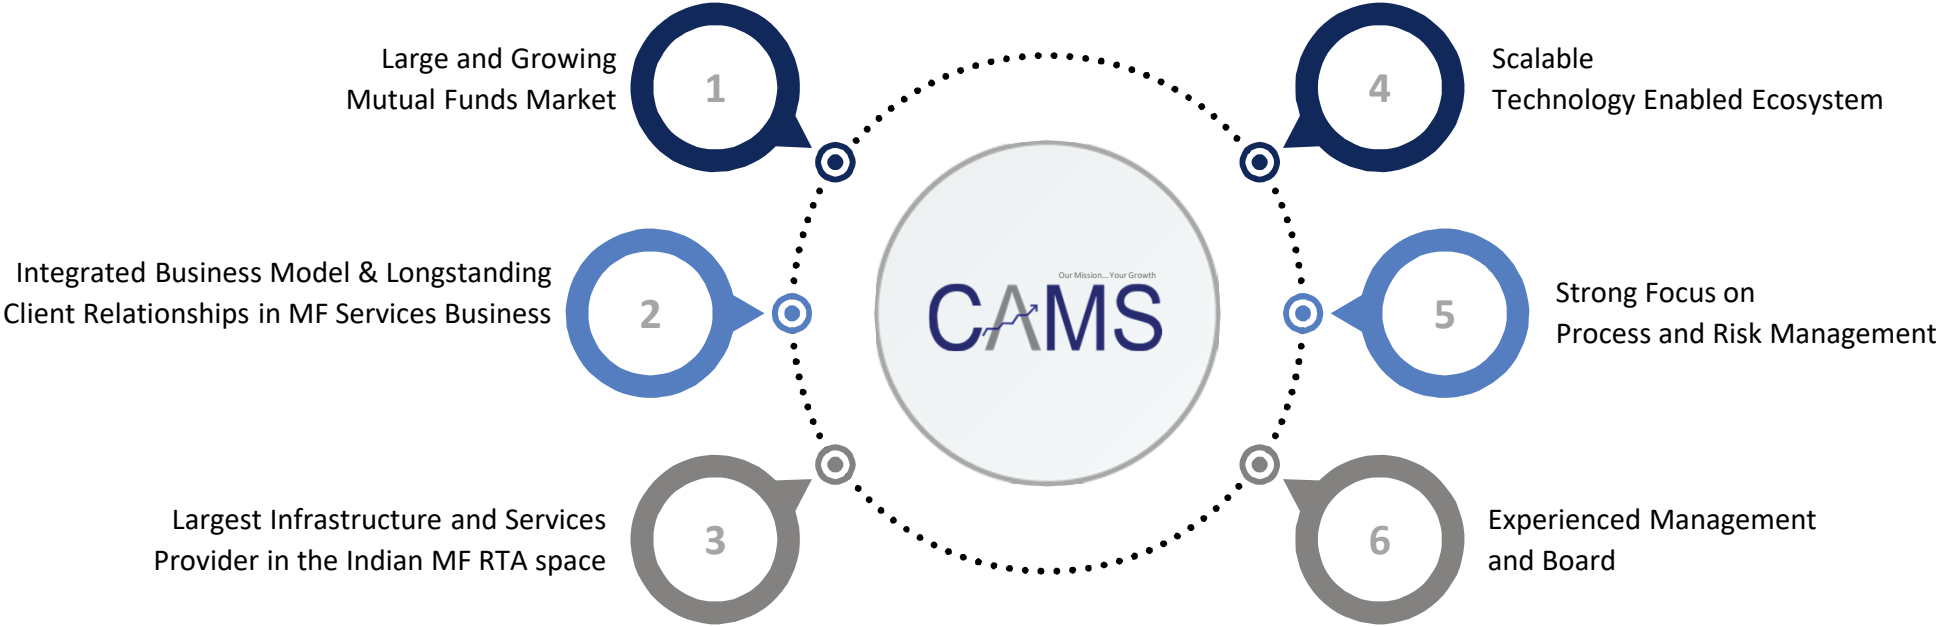 Large and Growing
Mutual Funds Market
1
Integrated Business Model & Longstanding
Client Relationships in MF Services Business
2
Largest Infrastructure and Services
Provider in the Indian MF RTA space
3
Our Mission... Your Growth
CAMS
4
Scalable
Technology Enabled Ecosystem
5
Strong Focus on
Process and Risk Management
6
Experienced Management
and Board